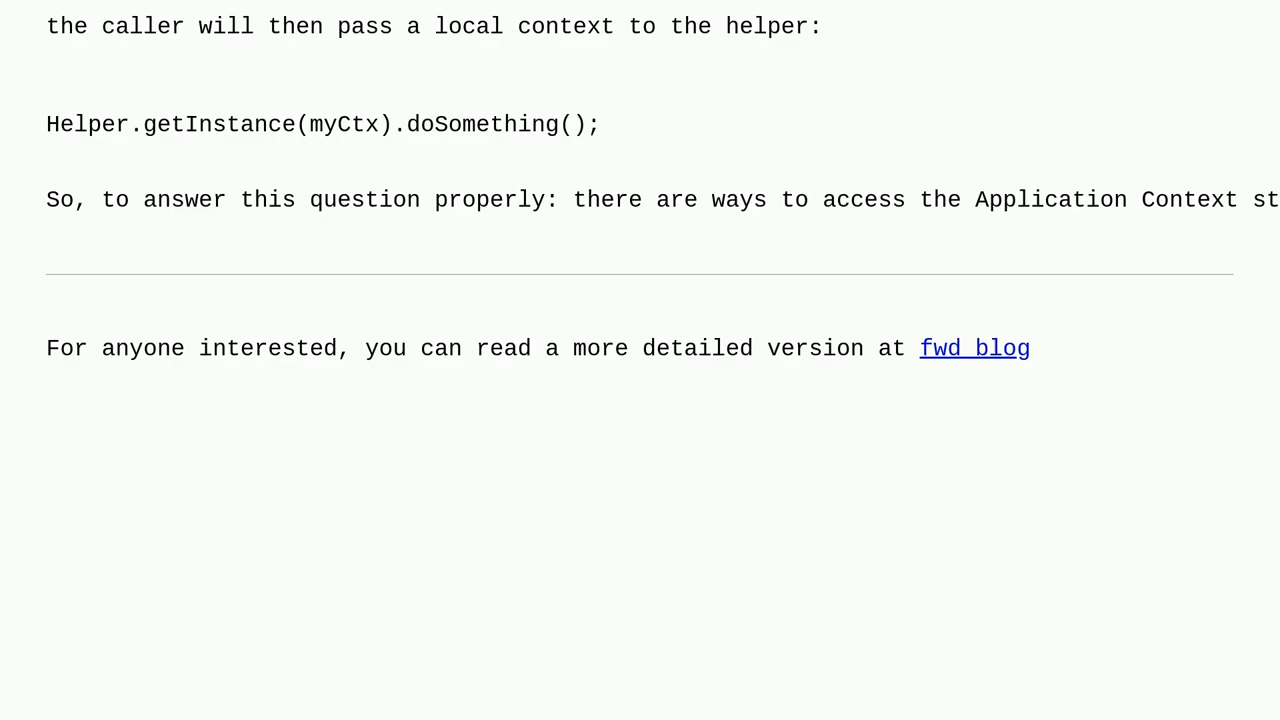 the caller will then pass a local context to the helper:
Helper.getInstance(myCtx).doSomething();
So, to answer this question properly: there are ways to access the Application Context st
For anyone interested, you can read a more detailed version at fwd blog